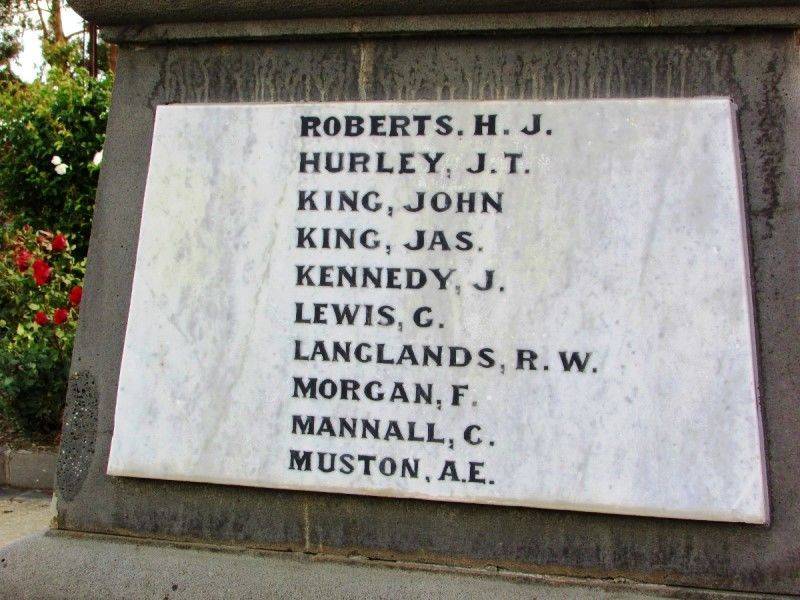 ROBERTS. H. J.
HURLEY, J.T.
KING, JOHN
KING, JAS.
KENNEDY, J.
LEWIS, G.
LANGLANDS, R. W.
MORGAN, F.
MANNALL, G.
MUSTON, A.E.